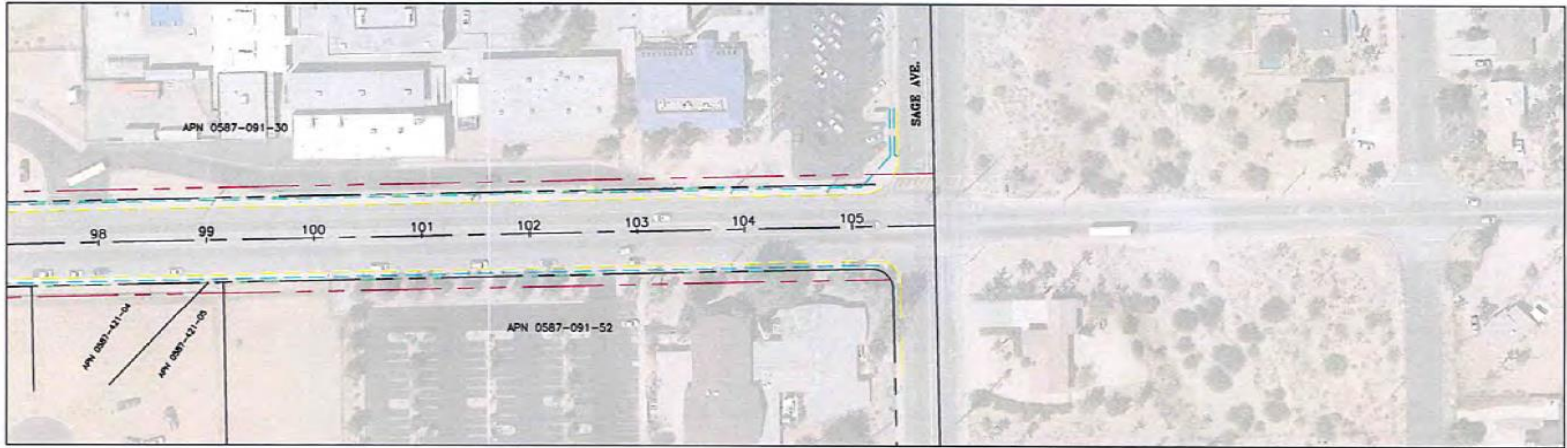 SAGE AVE.
APN 0587-091-30
98 99 100 101 102 103 104 105
APN 0587-421-04
APN 0587-421-05
APN 0587-091-52